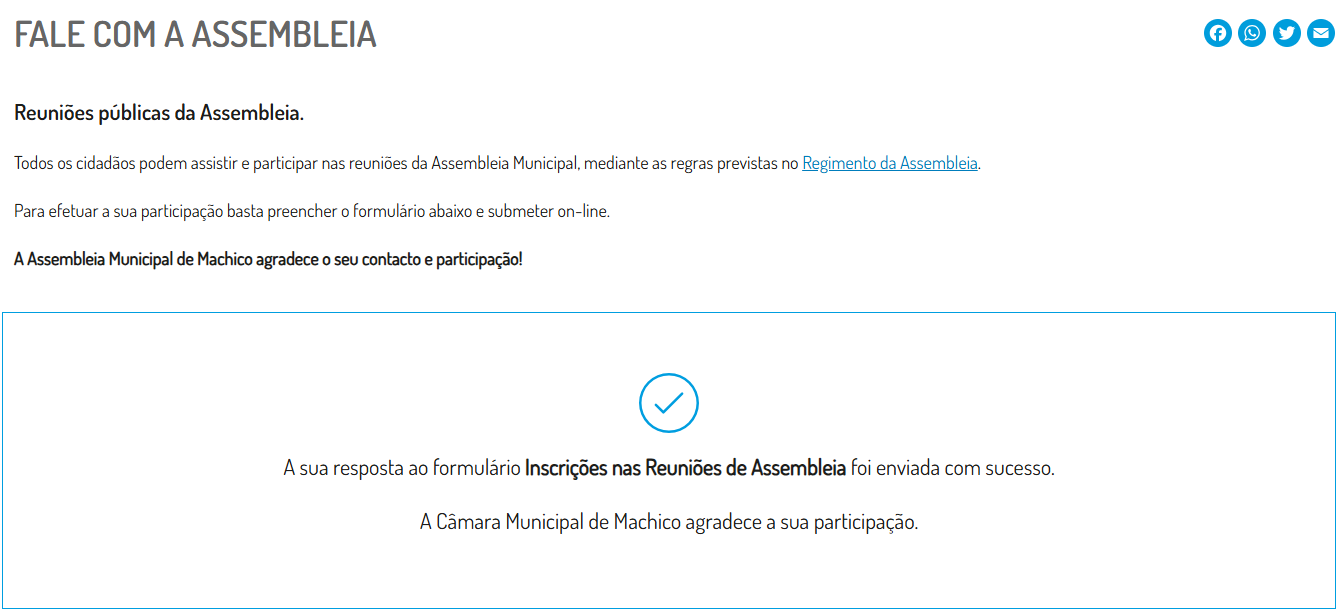 FALE COM A ASSEMBLEIA
Reuniões públicas da Assembleia.
Todos os cidadãos podem assistir e participar nas reuniões da Assembleia Municipal, mediante as regras previstas no Regimento da Assembleia.
Para efetuar a sua participação basta preencher o formulário abaixo e submeter on-line.
A Assembleia Municipal de Machico agradece o seu contacto e participação!
A sua resposta ao formulário Inscrições nas Reuniões de Assembleia foi enviada com sucesso.
A Câmara Municipal de Machico agradece a sua participação.